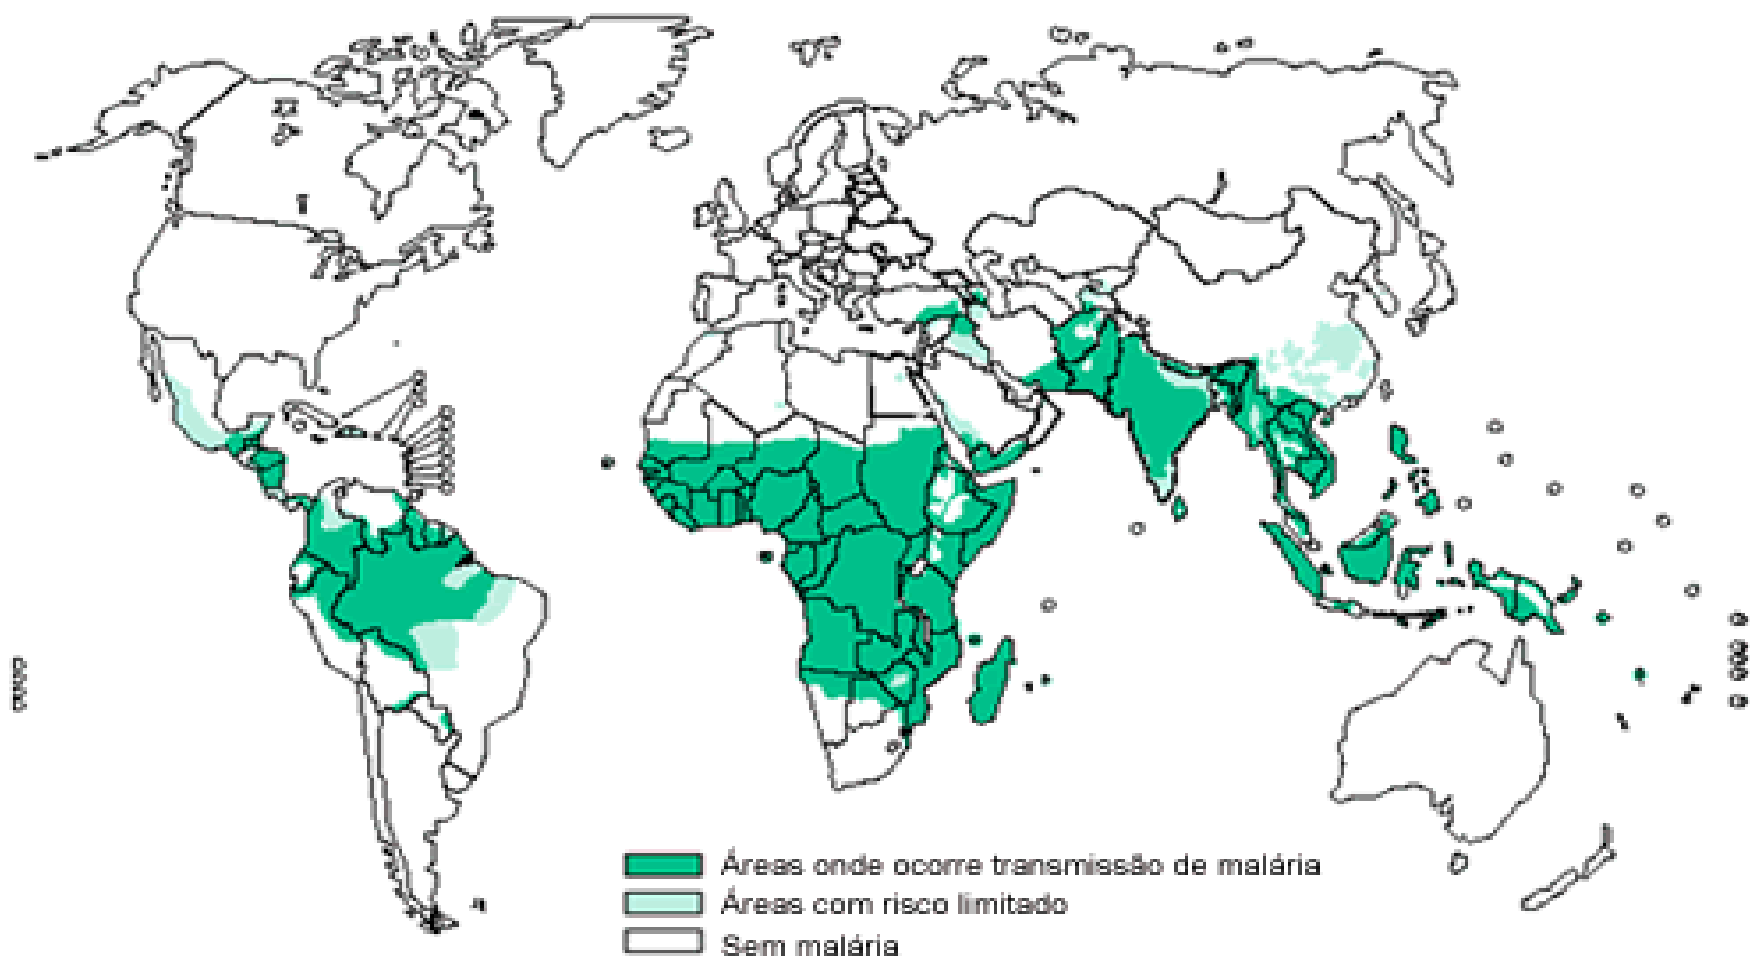 Áreas onde ocorre transmissão de malária
Áreas com risco limitado
Sem malária